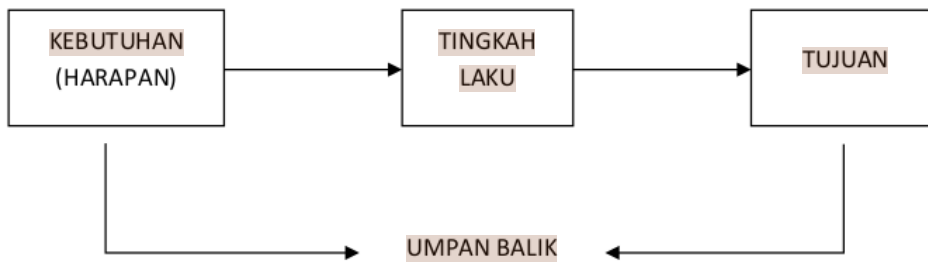 KEBUTUHAN
(HARAPAN)
TINGKAH
LAKU
TUJUAN
UMPAN BALIK